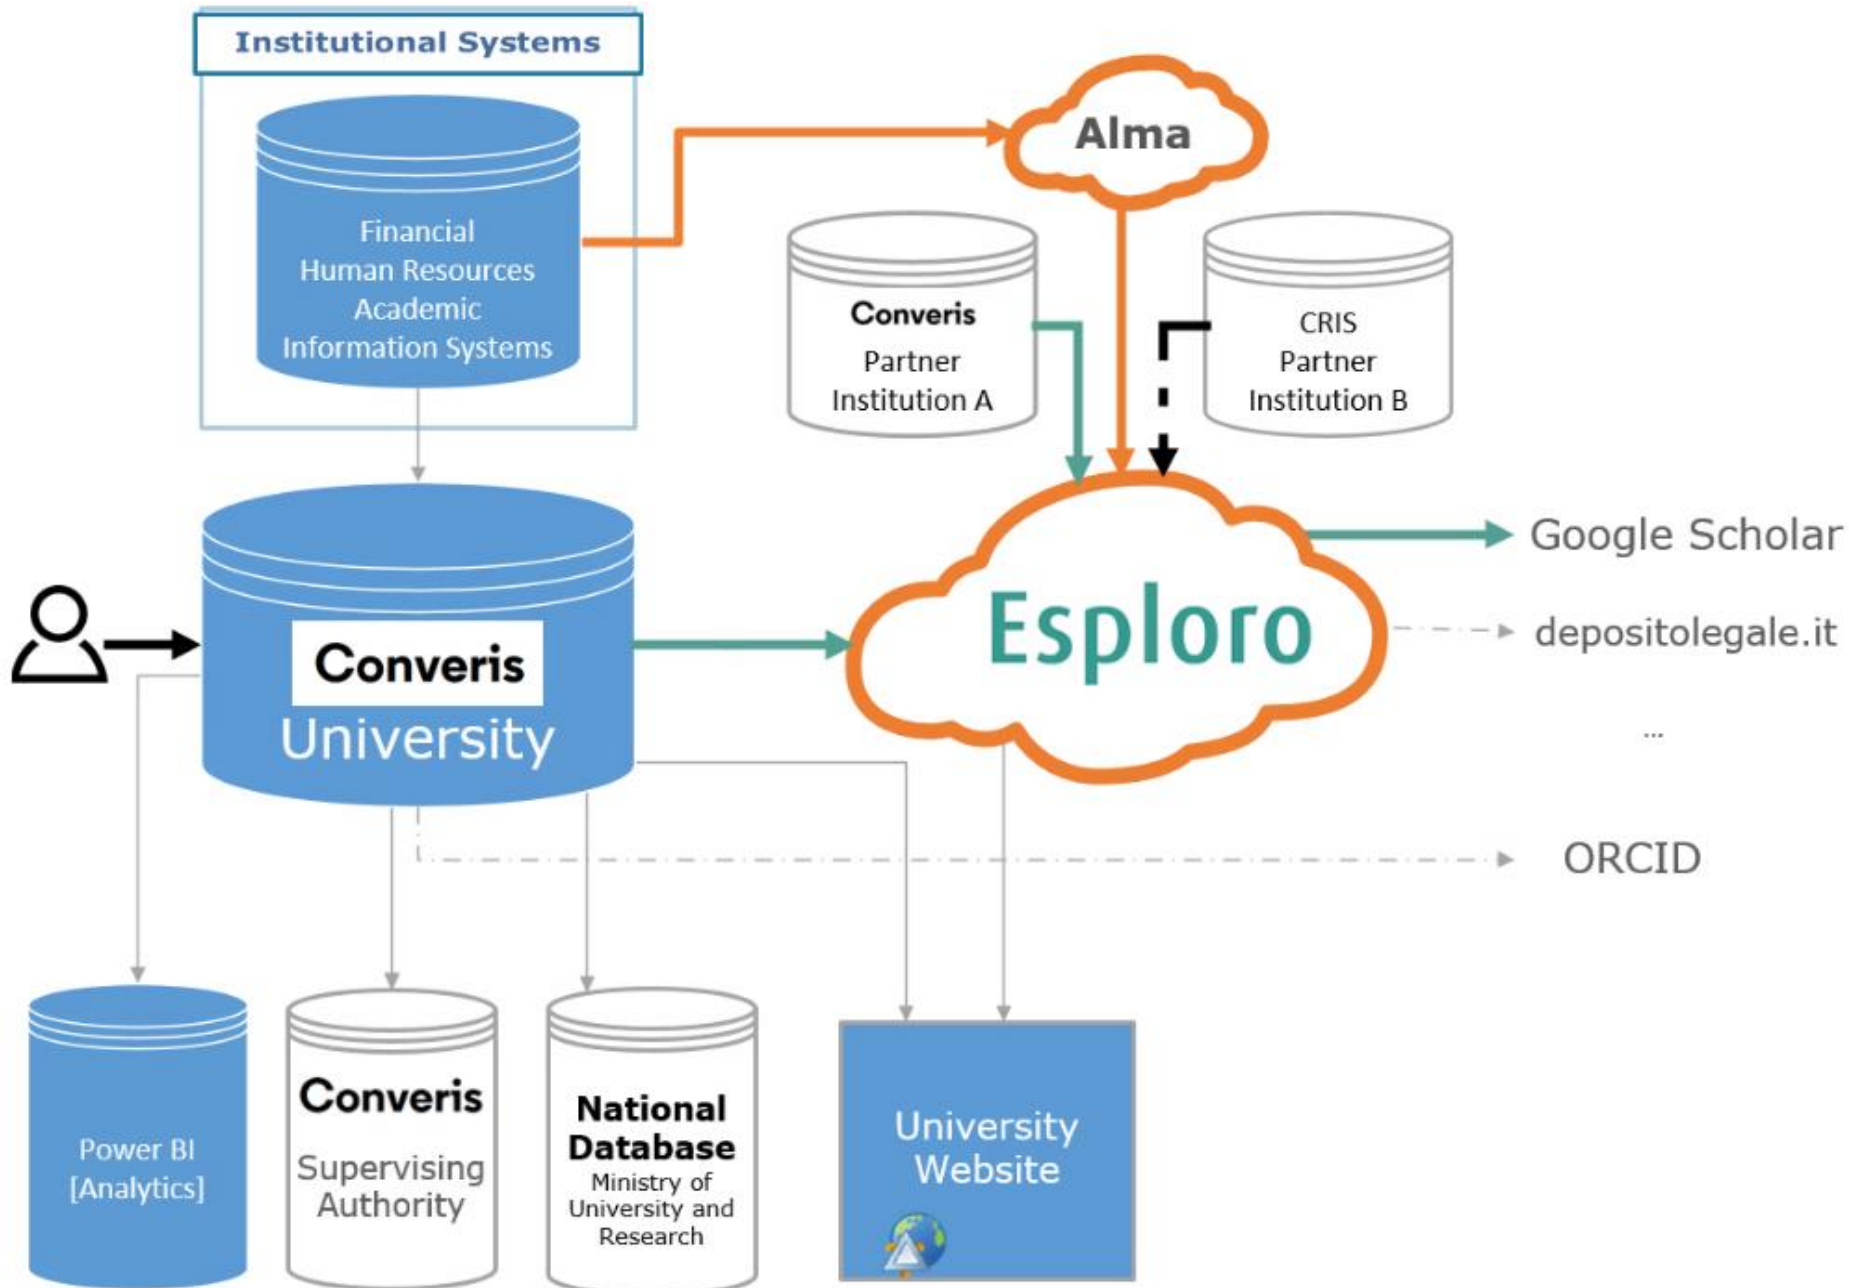 Institutional Systems
Financial
Human Resources
Academic
Information Systems
Alma
Converis
Partner
Institution A
CRIS
Partner
Institution B
Converis
University
Esploro
Google Scholar
depositolegale.it
...
ORCID
Power BI
[Analytics]
Converis
Supervising
Authority
National
Database
Ministry of
University and
Research
University
Website